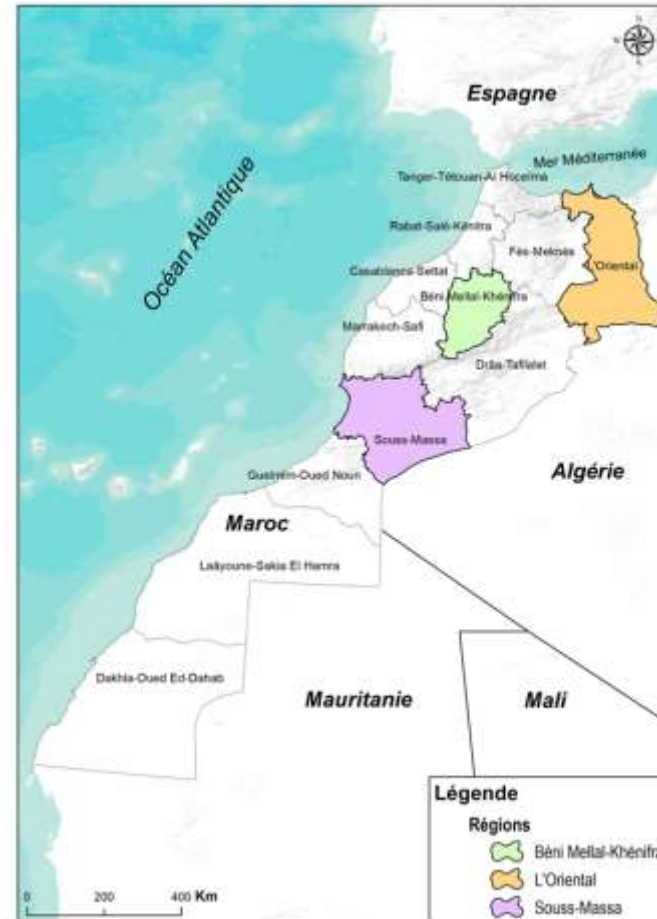 N
Espagne
Mer Méditerranée
Océan Atlantique
Tanger-Tétouan-Al Hoceima
Rabat-Salé-Kénitra
Fès-Meknès
L'Oriental
Casablanca-Settat
Béni Mellal-Khénifra
Marrakech-Safi
Drâa-Tafilalet
Souss-Massa
Algérie
Guelmim-Oued Noun
Maroc
Laâyoune-Sakia El Hamra
Dakhla-Oued Ed-Dahab
Mauritanie
Mali
Légende
Régions
Béni Mellal-Khénifr
L'Oriental
Souss-Massa
0 200 400 Km